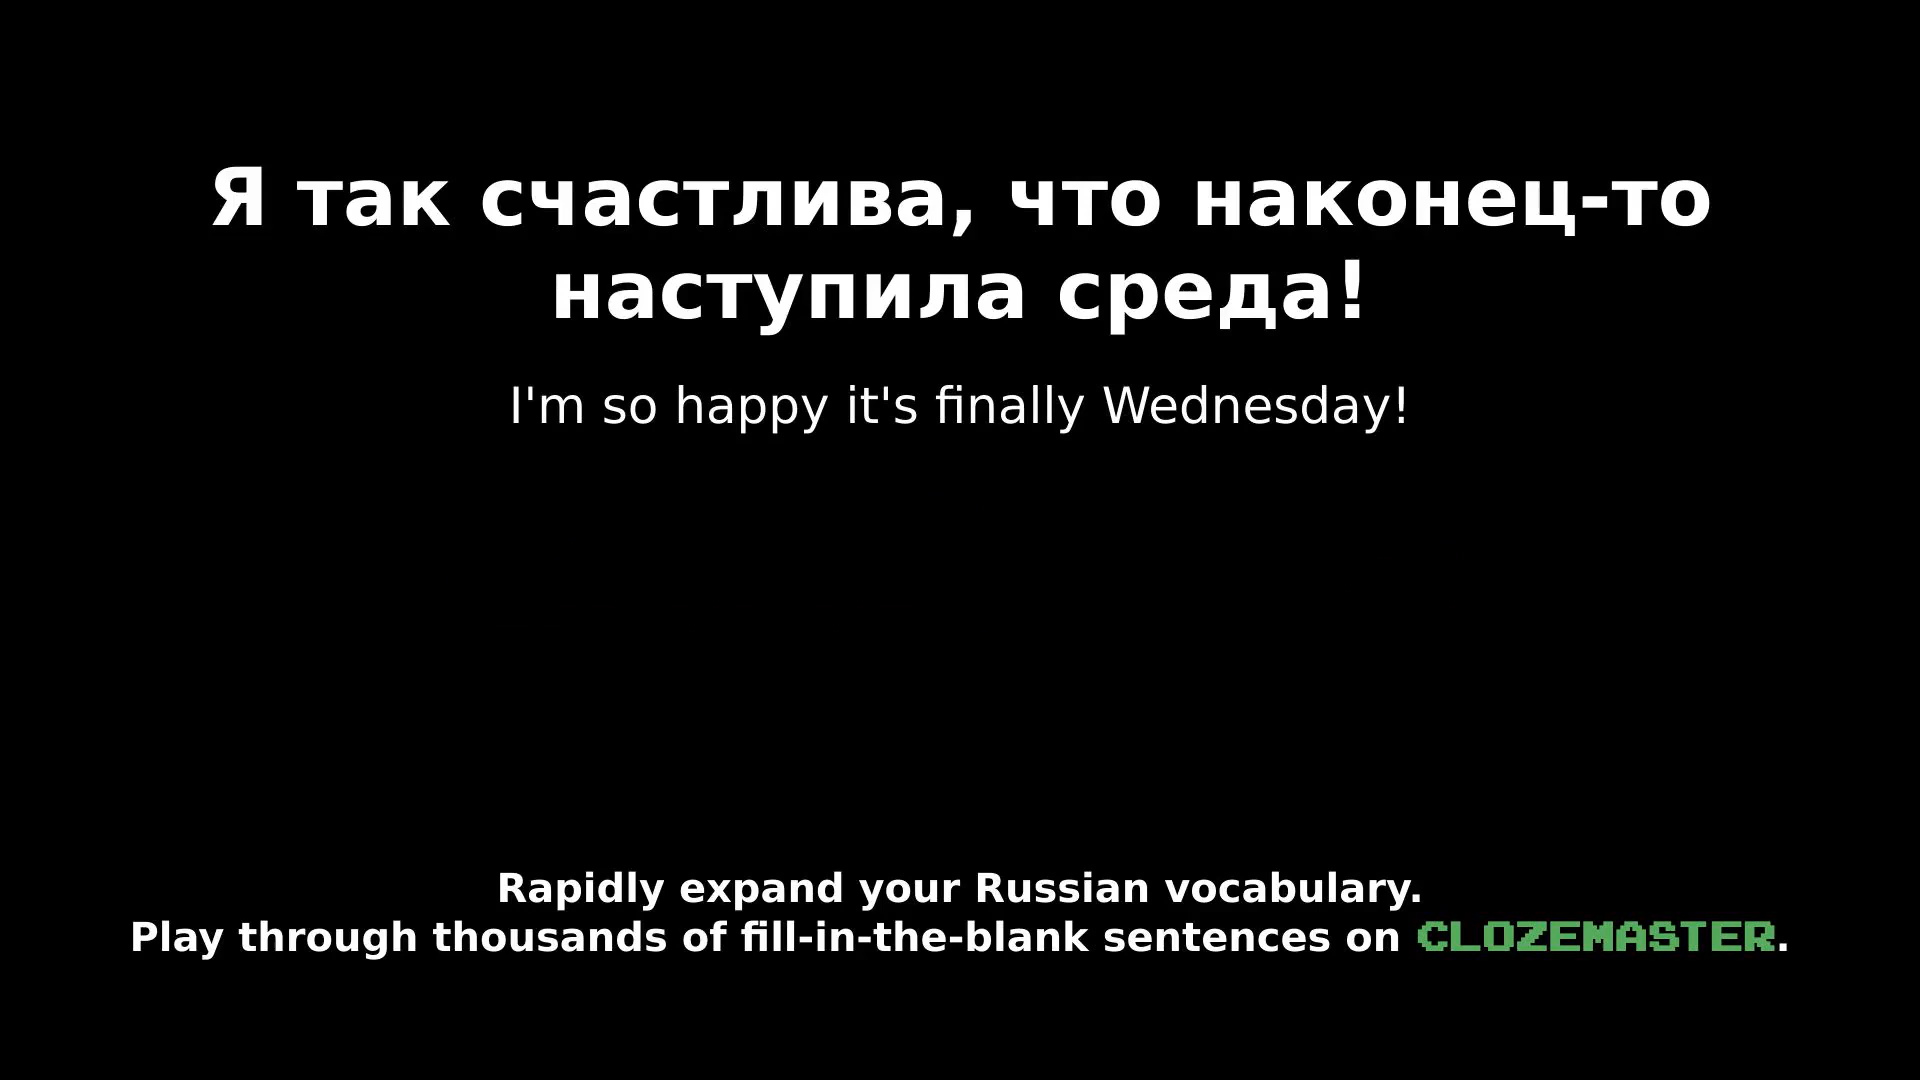 Я так счастлива, что наконец-то
наступила среда!
I'm so happy it's finally Wednesday!
Rapidly expand your Russian vocabulary.
Play through thousands of fill-in-the-blank sentences on CLOZEMASTER.